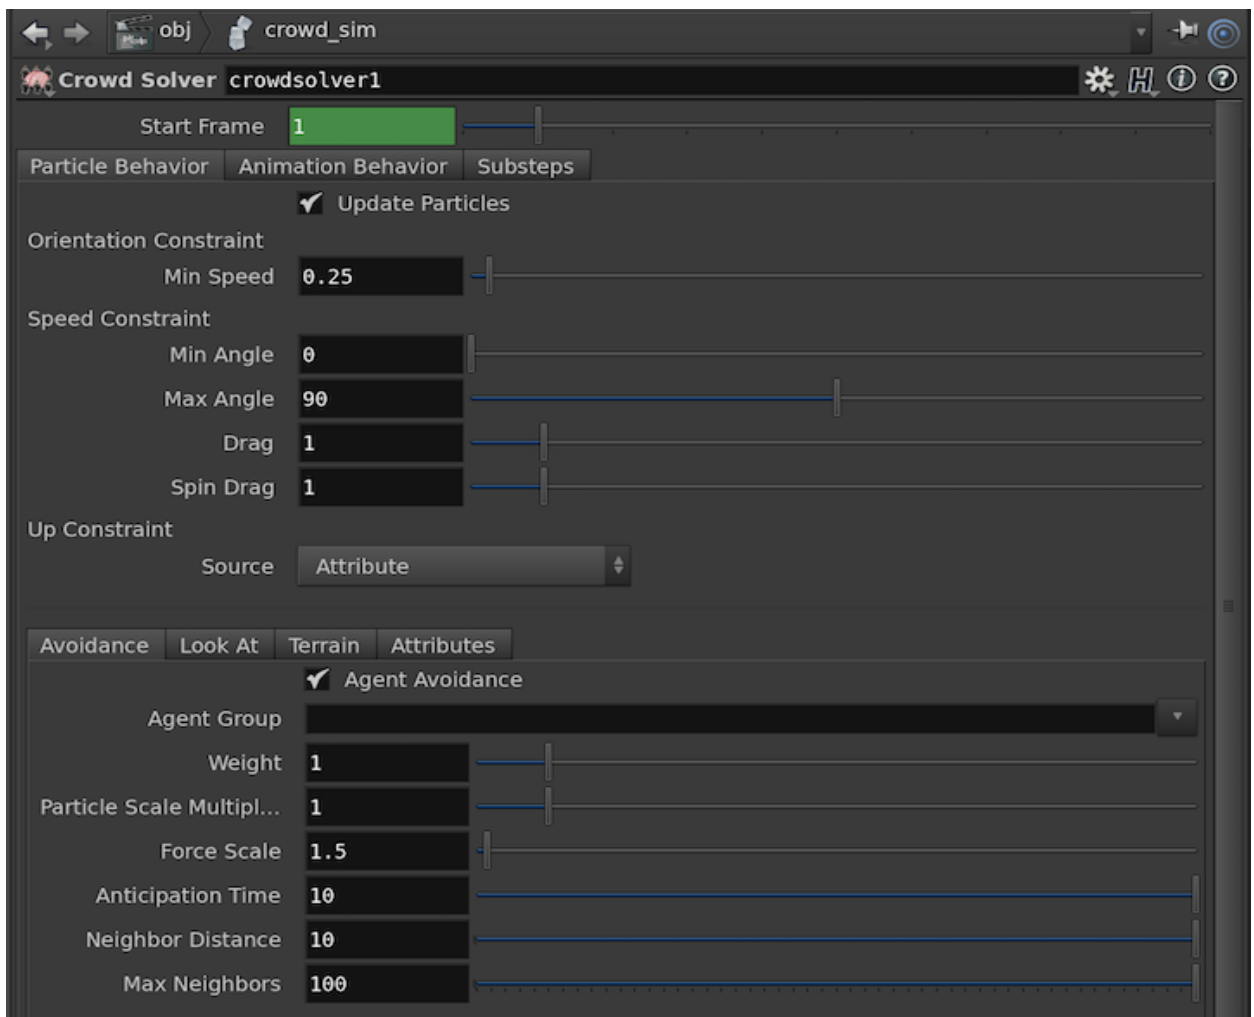 obj crowd_sim
Crowd Solver crowdsolver1
Start Frame 1
Particle Behavior Animation Behavior Substeps
Update Particles
Orientation Constraint
Min Speed 0.25
Speed Constraint
Min Angle 0
Max Angle 90
Drag 1
Spin Drag 1
Up Constraint
Source Attribute
Avoidance Look At Terrain Attributes
Agent Avoidance
Agent Group
Weight 1
Particle Scale Multipl... 1
Force Scale 1.5
Anticipation Time 10
Neighbor Distance 10
Max Neighbors 100